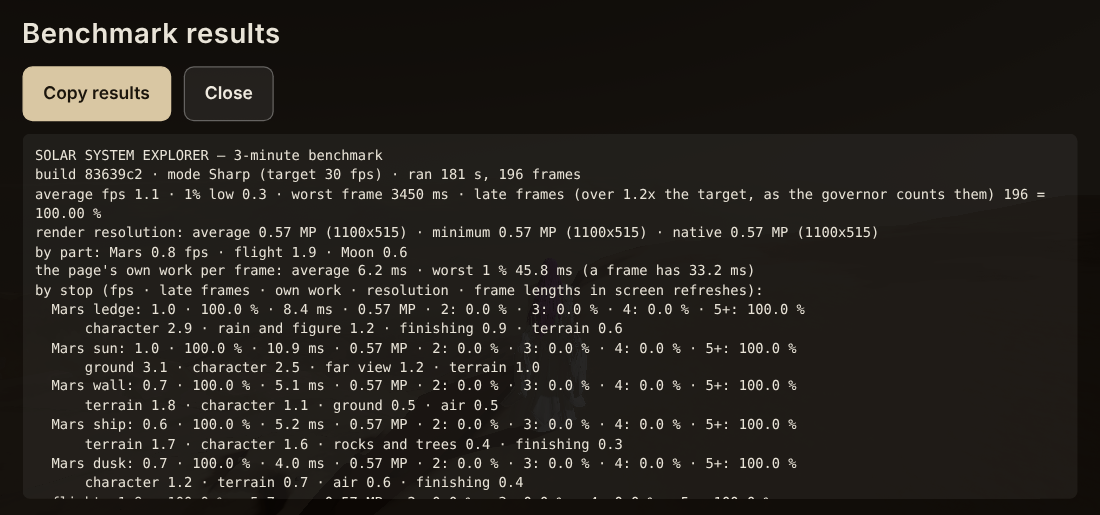 Benchmark results
Copy results
Close
SOLAR SYSTEM EXPLORER — 3-minute benchmark
build 83639c2 · mode Sharp (target 30 fps) · ran 181 s, 196 frames
average fps 1.1 · 1% low 0.3 · worst frame 3450 ms · late frames (over 1.2x the target, as the governor counts them) 196 =
100.00 %
render resolution: average 0.57 MP (1100x515) · minimum 0.57 MP (1100x515) · native 0.57 MP (1100x515)
by part: Mars 0.8 fps · flight 1.9 · Moon 0.6
the page's own work per frame: average 6.2 ms · worst 1 % 45.8 ms (a frame has 33.2 ms)
by stop (fps · late frames · own work · resolution · frame lengths in screen refreshes):
Mars ledge: 1.0 · 100.0 % · 8.4 ms · 0.57 MP · 2: 0.0 % · 3: 0.0 % · 4: 0.0 % · 5+: 100.0 %
character 2.9 · rain and figure 1.2 · finishing 0.9 · terrain 0.6
Mars sun: 1.0 · 100.0 % · 10.9 ms · 0.57 MP · 2: 0.0 % · 3: 0.0 % · 4: 0.0 % · 5+: 100.0 %
ground 3.1 · character 2.5 · far view 1.2 · terrain 1.0
Mars wall: 0.7 · 100.0 % · 5.1 ms · 0.57 MP · 2: 0.0 % · 3: 0.0 % · 4: 0.0 % · 5+: 100.0 %
terrain 1.8 · character 1.1 · ground 0.5 · air 0.5
Mars ship: 0.6 · 100.0 % · 5.2 ms · 0.57 MP · 2: 0.0 % · 3: 0.0 % · 4: 0.0 % · 5+: 100.0 %
terrain 1.7 · character 1.6 · rocks and trees 0.4 · finishing 0.3
Mars dusk: 0.7 · 100.0 % · 4.0 ms · 0.57 MP · 2: 0.0 % · 3: 0.0 % · 4: 0.0 % · 5+: 100.0 %
character 1.2 · terrain 0.7 · air 0.6 · finishing 0.4